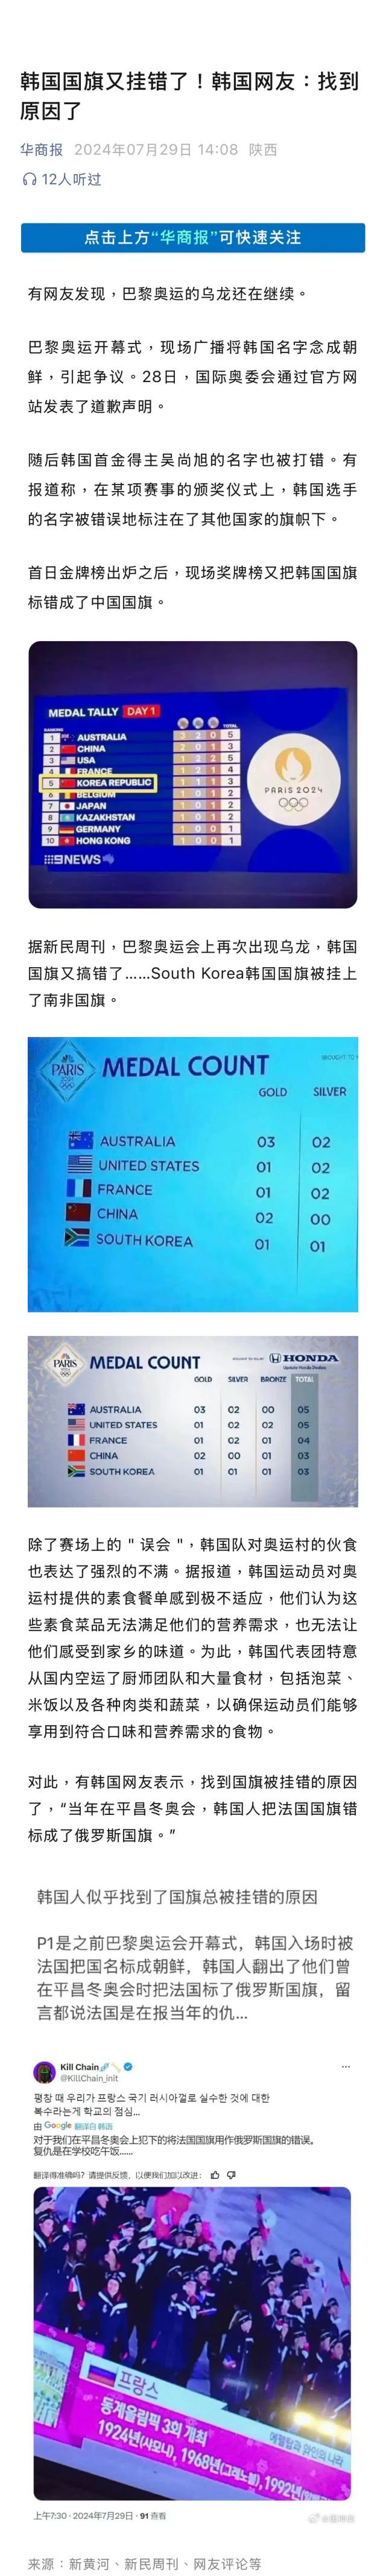 韩国国旗又挂错了！韩国网友：找到
原因了
华商报 2024年07月29日 14:08 陕西
12人听过
点击上方“华商报”可快速关注
有网友发现，巴黎奥运的乌龙还在继续。
巴黎奥运开幕式，现场广播将韩国名字念成朝
鲜，引起争议。28日，国际奥委会通过官方网
站发表了道歉声明。
随后韩国首金得主吴尚旭的名字也被打错。有
报道称，在某项赛事的颁奖仪式上，韩国选手
的名字被错误地标注在了其他国家的旗帜下。
首日金牌榜出炉之后，现场奖牌榜又把韩国国旗
标错成了中国国旗。
MEDAL TALLY DAY 1
RANKING TOTAL
1 AUSTRALIA 3 2 0 5
2 CHINA 2 0 1 3
3 USA 5
4 FRANCE 4
5 KOREA REPUBLIC 1 1 1 3
6 BELGIUM 1 0 1 2
7 JAPAN 1 0 1 2
8 KAZAKHSTAN 1 0 1 2
9 GERMANY 1 0 0 1
10 HONG KONG 1 0 0 1
PARIS 2024
9NEWS
据新民周刊，巴黎奥运会上再次出现乌龙，韩国
国旗又搞错了……South Korea韩国国旗被挂上
了南非国旗。
PARIS
MEDAL COUNT
BROUGHT TO
GOLD SILVER
AUSTRALIA 03 02
UNITED STATES 01 02
FRANCE 01 02
CHINA 02 00
SOUTH KOREA 01 01
PARIS
MEDAL COUNT
HONDA
GOLD SILVER BRONZE TOTAL
AUSTRALIA 03 02 00 05
UNITED STATES 01 02 02 05
FRANCE 01 02 01 04
CHINA 02 00 01 03
SOUTH KOREA 01 01 01 03
除了赛场上的＂误会＂，韩国队对奥运村的伙食
也表达了强烈的不满。据报道，韩国运动员对奥
运村提供的素食餐单感到极不适应，他们认为这
些素食菜品无法满足他们的营养需求，也无法让
他们感受到家乡的味道。为此，韩国代表团特意
从国内空运了厨师团队和大量食材，包括泡菜、
米饭以及各种肉类和蔬菜，以确保运动员们能够
享用到符合口味和营养需求的食物。
对此，有韩国网友表示，找到国旗被挂错的原因
了，“当年在平昌冬奥会，韩国人把法国国旗错
标成了俄罗斯国旗。”
韩国人似乎找到了国旗总被挂错的原因
P1是之前巴黎奥运会开幕式，韩国入场时被
法国把国名标成朝鲜，韩国人翻出了他们曾
在平昌冬奥会时把法国标了俄罗斯国旗，留
言都说法国是在报当年的仇...
Kill Chain
@KillChain_init
평창 때 우리가 프랑스 국기 러시아껄로 실수한 것에 대한
복수라는게 학교의 점심...
由 Google 翻译自 韩语
对于我们在平昌冬奥会上犯下的将法国国旗用作俄罗斯国旗的错误。
复仇是在学校吃午饭......
翻译得准确吗？请提供反馈，以便我们加以改进：
프랑스
동계올림픽 3회 개최
1924년(샤모니), 1968년(그레노블), 1992년
에펠탑과 와인의 나라
上午7:30 · 2024年7月29日 · 91 查看
来源：新黄河、新民周刊、网友评论等